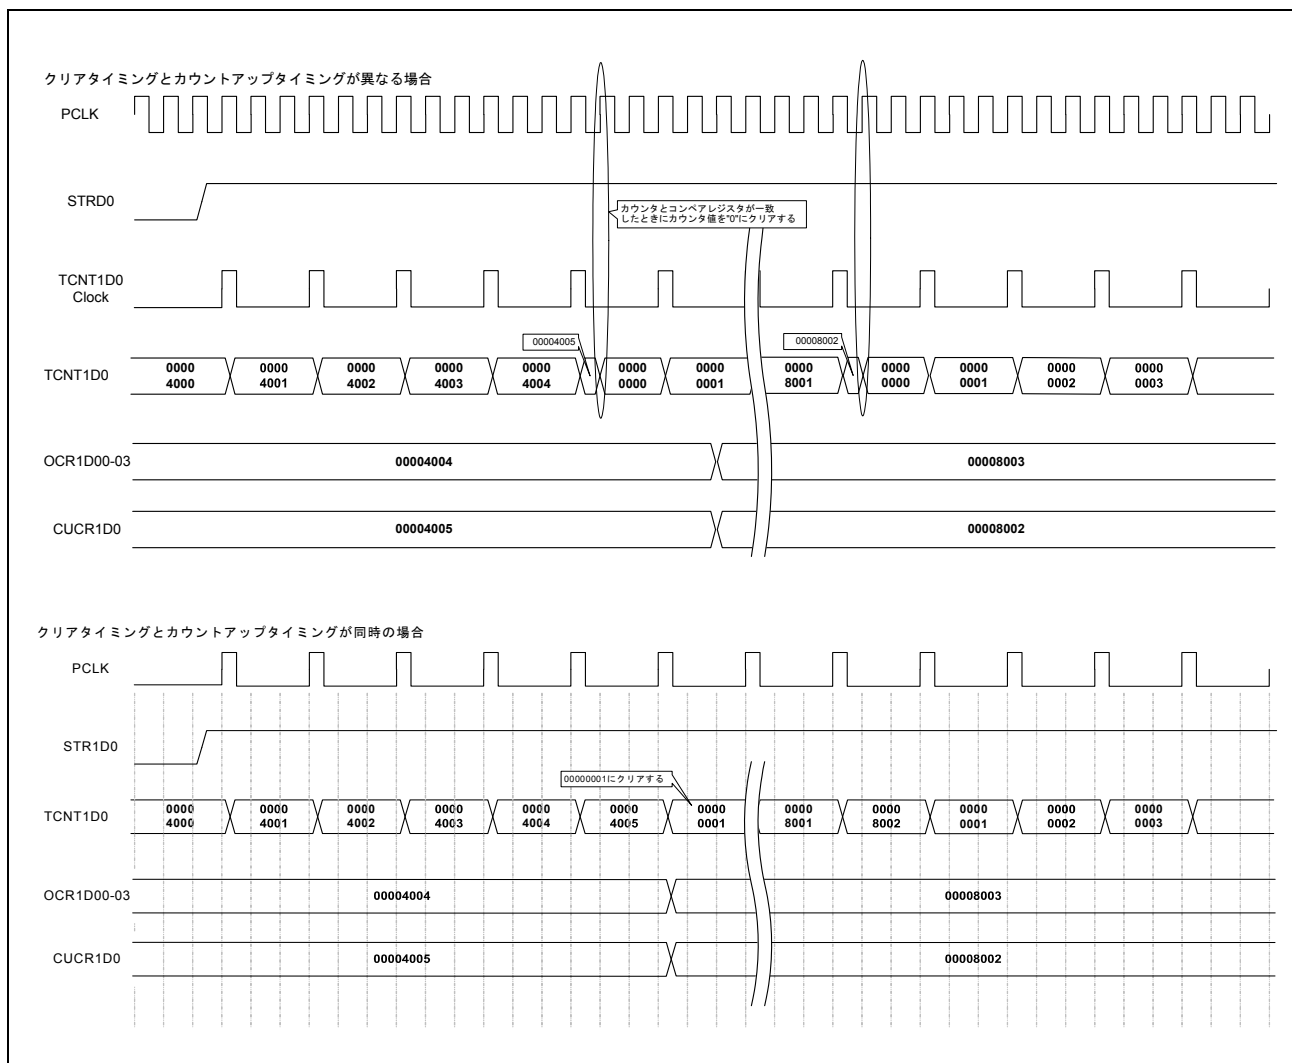 クリアタイミングとカウントアップタイミングが異なる場合
PCLK
STRD0
カウンタとコンペアレジスタが一致
したときにカウンタ値を"0"にクリアする
TCNT1D0
Clock
00004005
00008002
TCNT1D0
0000 0000 0000 0000 0000 0000 0000 0000 0000 0000 0000 0000
4000 4001 4002 4003 4004 0000 0001 8001 0000 0001 0002 0003
OCR1D00-03
00004004
00008003
CUCR1D0
00004005
00008002
クリアタイミングとカウントアップタイミングが同時の場合
PCLK
STR1D0
00000001にクリアする
TCNT1D0
0000 0000 0000 0000 0000 0000 0000 0000 0000 0000 0000 0000
4000 4001 4002 4003 4004 4005 0001 8001 8002 0001 0002 0003
OCR1D00-03
00004004
00008003
CUCR1D0
00004005
00008002